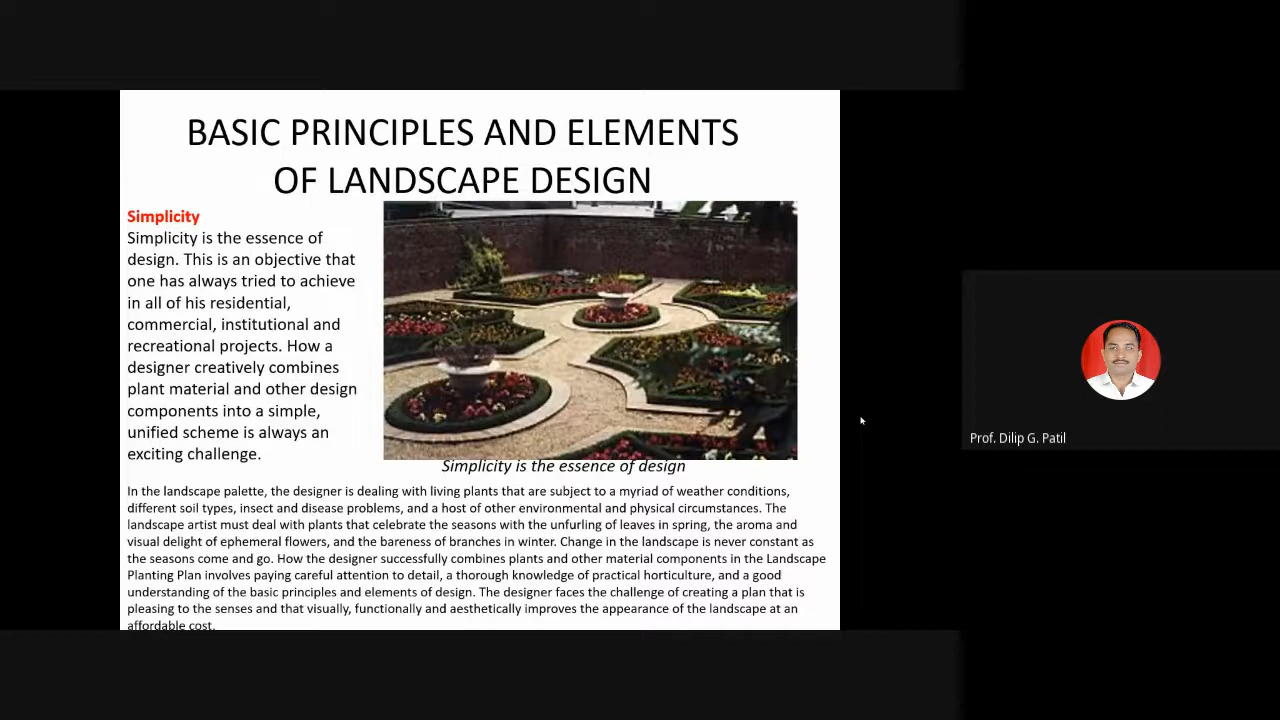 BASIC PRINCIPLES AND ELEMENTS
OF LANDSCAPE DESIGN
Simplicity
Simplicity is the essence of
design. This is an objective that
one has always tried to achieve
in all of his residential,
commercial, institutional and
recreational projects. How a
designer creatively combines
plant material and other design
components into a simple,
unified scheme is always an
exciting challenge.
Simplicity is the essence of design
In the landscape palette, the designer is dealing with living plants that are subject to a myriad of weather conditions,
different soil types, insect and disease problems, and a host of other environmental and physical circumstances. The
landscape artist must deal with plants that celebrate the seasons with the unfurling of leaves in spring, the aroma and
visual delight of ephemeral flowers, and the bareness of branches in winter. Change in the landscape is never constant as
the seasons come and go. How the designer successfully combines plants and other material components in the Landscape
Planting Plan involves paying careful attention to detail, a thorough knowledge of practical horticulture, and a good
understanding of the basic principles and elements of design. The designer faces the challenge of creating a plan that is
pleasing to the senses and that visually, functionally and aesthetically improves the appearance of the landscape at an
affordable cost.
Prof. Dilip G. Patil